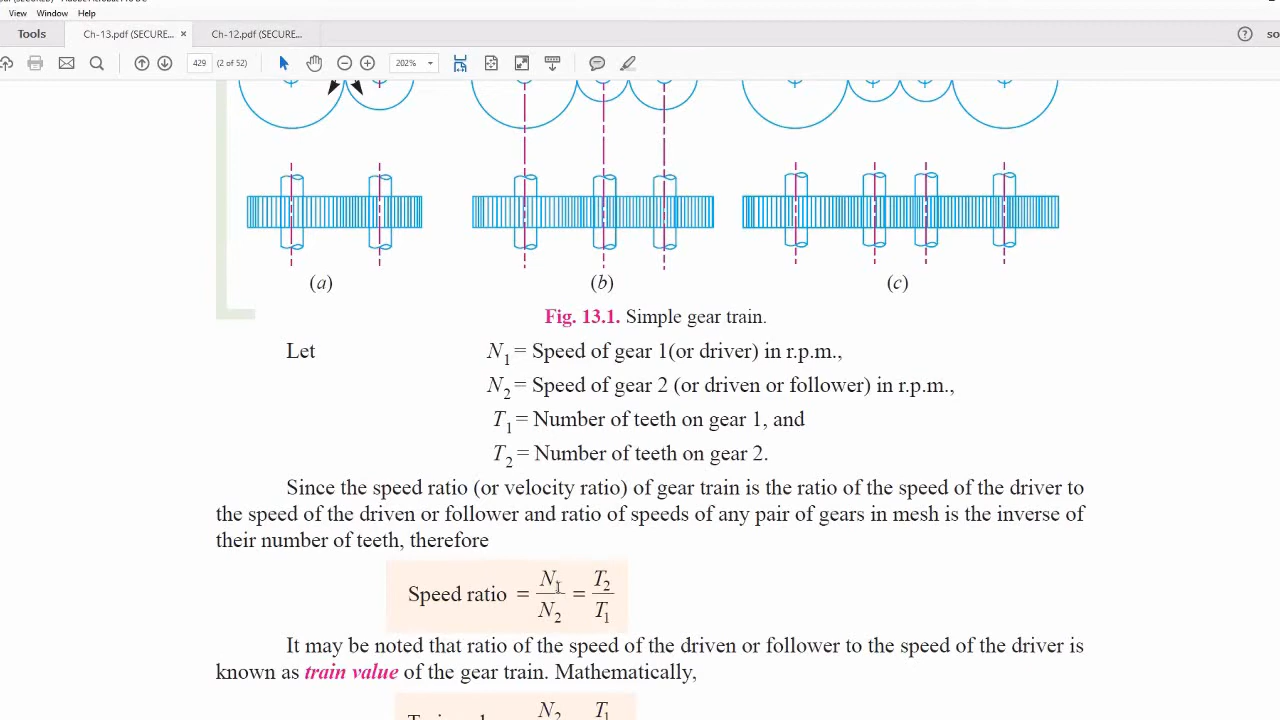 View Window Help
Tools Ch-13.pdf (SECURE... × Ch-12.pdf (SECURE... ?
429 (2 of 52) 202%
(a) (b) (c)
Fig. 13.1. Simple gear train.
Let N1 = Speed of gear 1(or driver) in r.p.m.,
N2 = Speed of gear 2 (or driven or follower) in r.p.m.,
T1 = Number of teeth on gear 1, and
T2 = Number of teeth on gear 2.
Since the speed ratio (or velocity ratio) of gear train is the ratio of the speed of the driver to
the speed of the driven or follower and ratio of speeds of any pair of gears in mesh is the inverse of
their number of teeth, therefore
Speed ratio = N1/N2 = T2/T1
It may be noted that ratio of the speed of the driven or follower to the speed of the driver is
known as train value of the gear train. Mathematically,
N2 T1